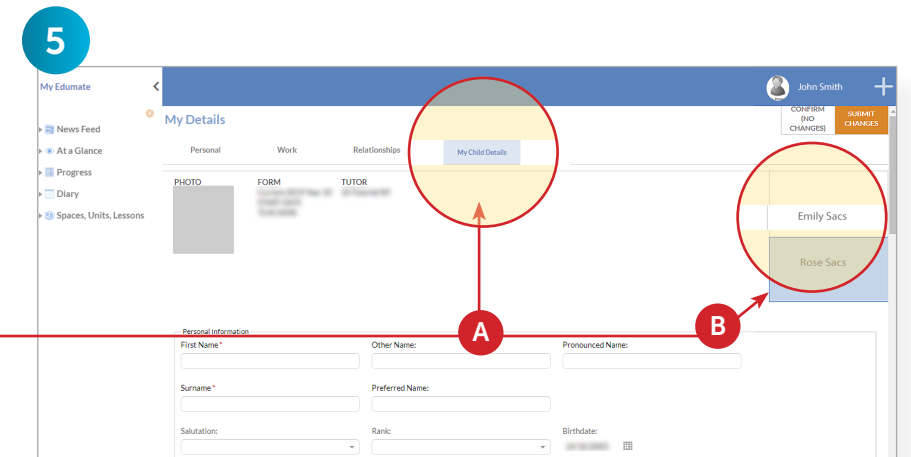 5
My Edumate
John Smith
News Feed
At a Glance
Progress
Diary
Spaces, Units, Lessons
My Details
CONFIRM
(NO
CHANGES)
SUBMIT
CHANGES
Personal Work Relationships My Child Details
PHOTO FORM TUTOR
Emily Sacs
Rose Sacs
A
B
Personal Information
First Name * Other Name: Pronounced Name:
Surname * Preferred Name:
Salutation: Rank: Birthdate: